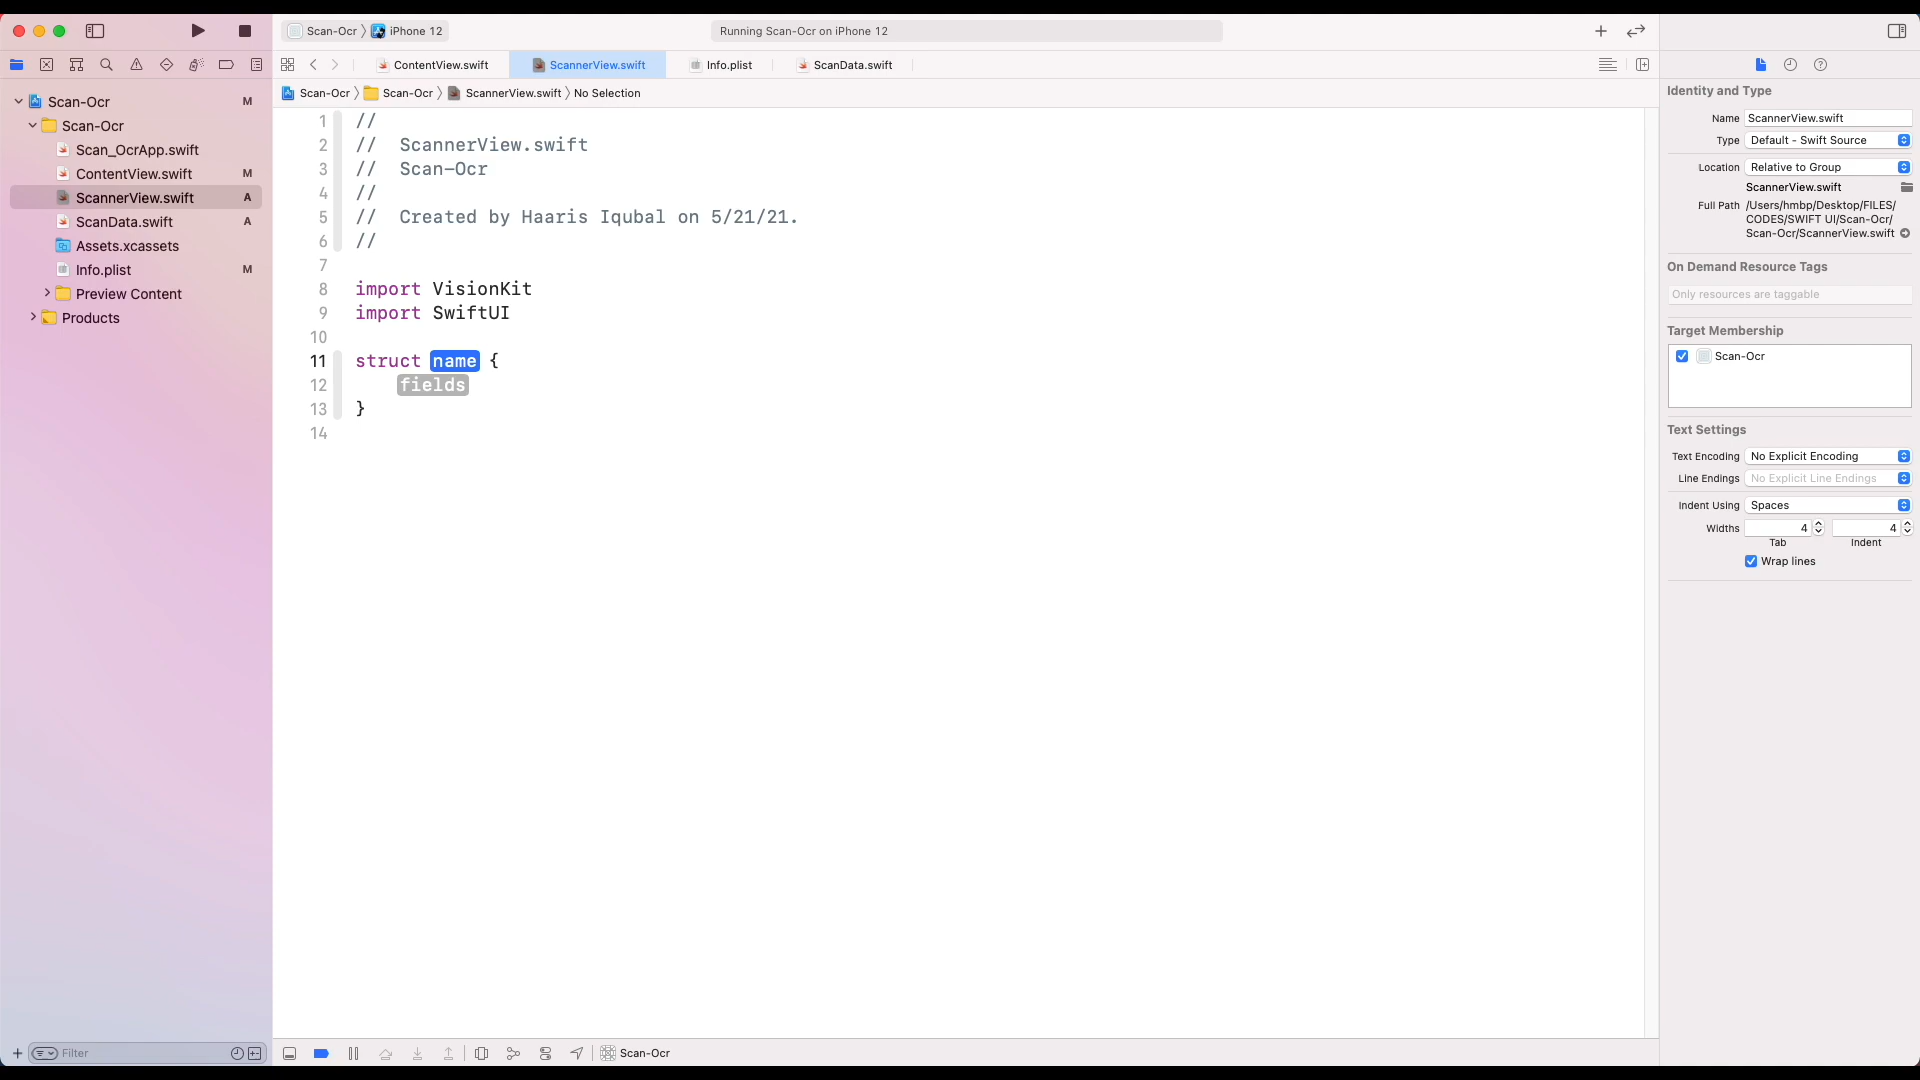 Scan-Ocr
iPhone 12
Running Scan-Ocr on iPhone 12
ContentView.swift
ScannerView.swift
Info.plist
ScanData.swift
Scan-Ocr
Scan-Ocr
ScannerView.swift
No Selection
Scan-Ocr M
Scan-Ocr
Scan_OcrApp.swift
ContentView.swift M
ScannerView.swift A
ScanData.swift A
Assets.xcassets
Info.plist M
Preview Content
Products
Filter
1 //
2 //  ScannerView.swift
3 //  Scan-Ocr
4 //
5 //  Created by Haaris Iqubal on 5/21/21.
6 //
7
8 import VisionKit
9 import SwiftUI
10
11 struct name {
12     fields
13 }
14
Scan-Ocr
Identity and Type
Name ScannerView.swift
Type Default - Swift Source
Location Relative to Group
ScannerView.swift
Full Path /Users/hmbp/Desktop/FILES/
CODES/SWIFT UI/Scan-Ocr/
Scan-Ocr/ScannerView.swift
On Demand Resource Tags
Only resources are taggable
Target Membership
Scan-Ocr
Text Settings
Text Encoding No Explicit Encoding
Line Endings No Explicit Line Endings
Indent Using Spaces
Widths 4 4
Tab Indent
Wrap lines